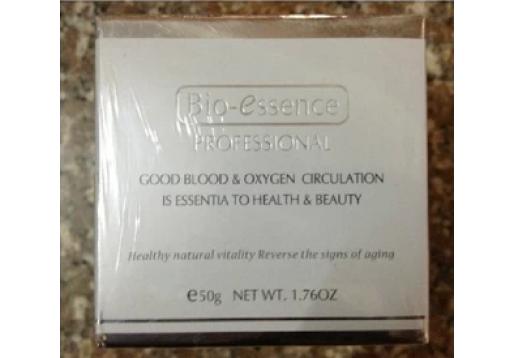 Bio-essence
PROFESSIONAL
GOOD BLOOD & OXYGEN CIRCULATION
IS ESSENTIA TO HEALTH & BEAUTY
Healthy natural vitality Reverse the signs of aging
e50g NET WT. 1.76OZ